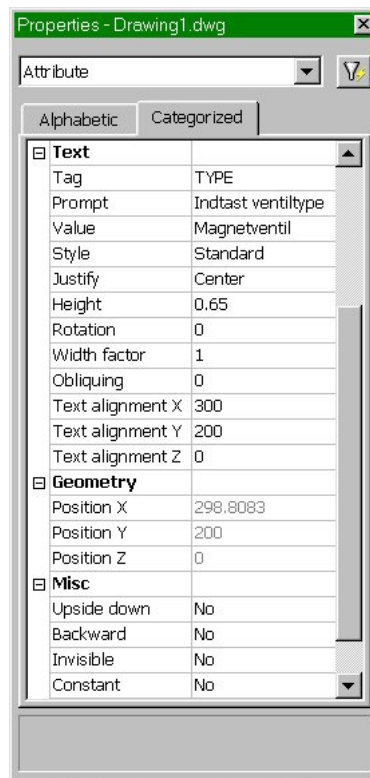 Properties - Drawing1.dwg
Attribute
Alphabetic Categorized
Text
Tag TYPE
Prompt Indtast ventiltype
Value Magnetventil
Style Standard
Justify Center
Height 0.65
Rotation 0
Width factor 1
Obliquing 0
Text alignment X 300
Text alignment Y 200
Text alignment Z 0
Geometry
Position X 298.8083
Position Y 200
Position Z 0
Misc
Upside down No
Backward No
Invisible No
Constant No